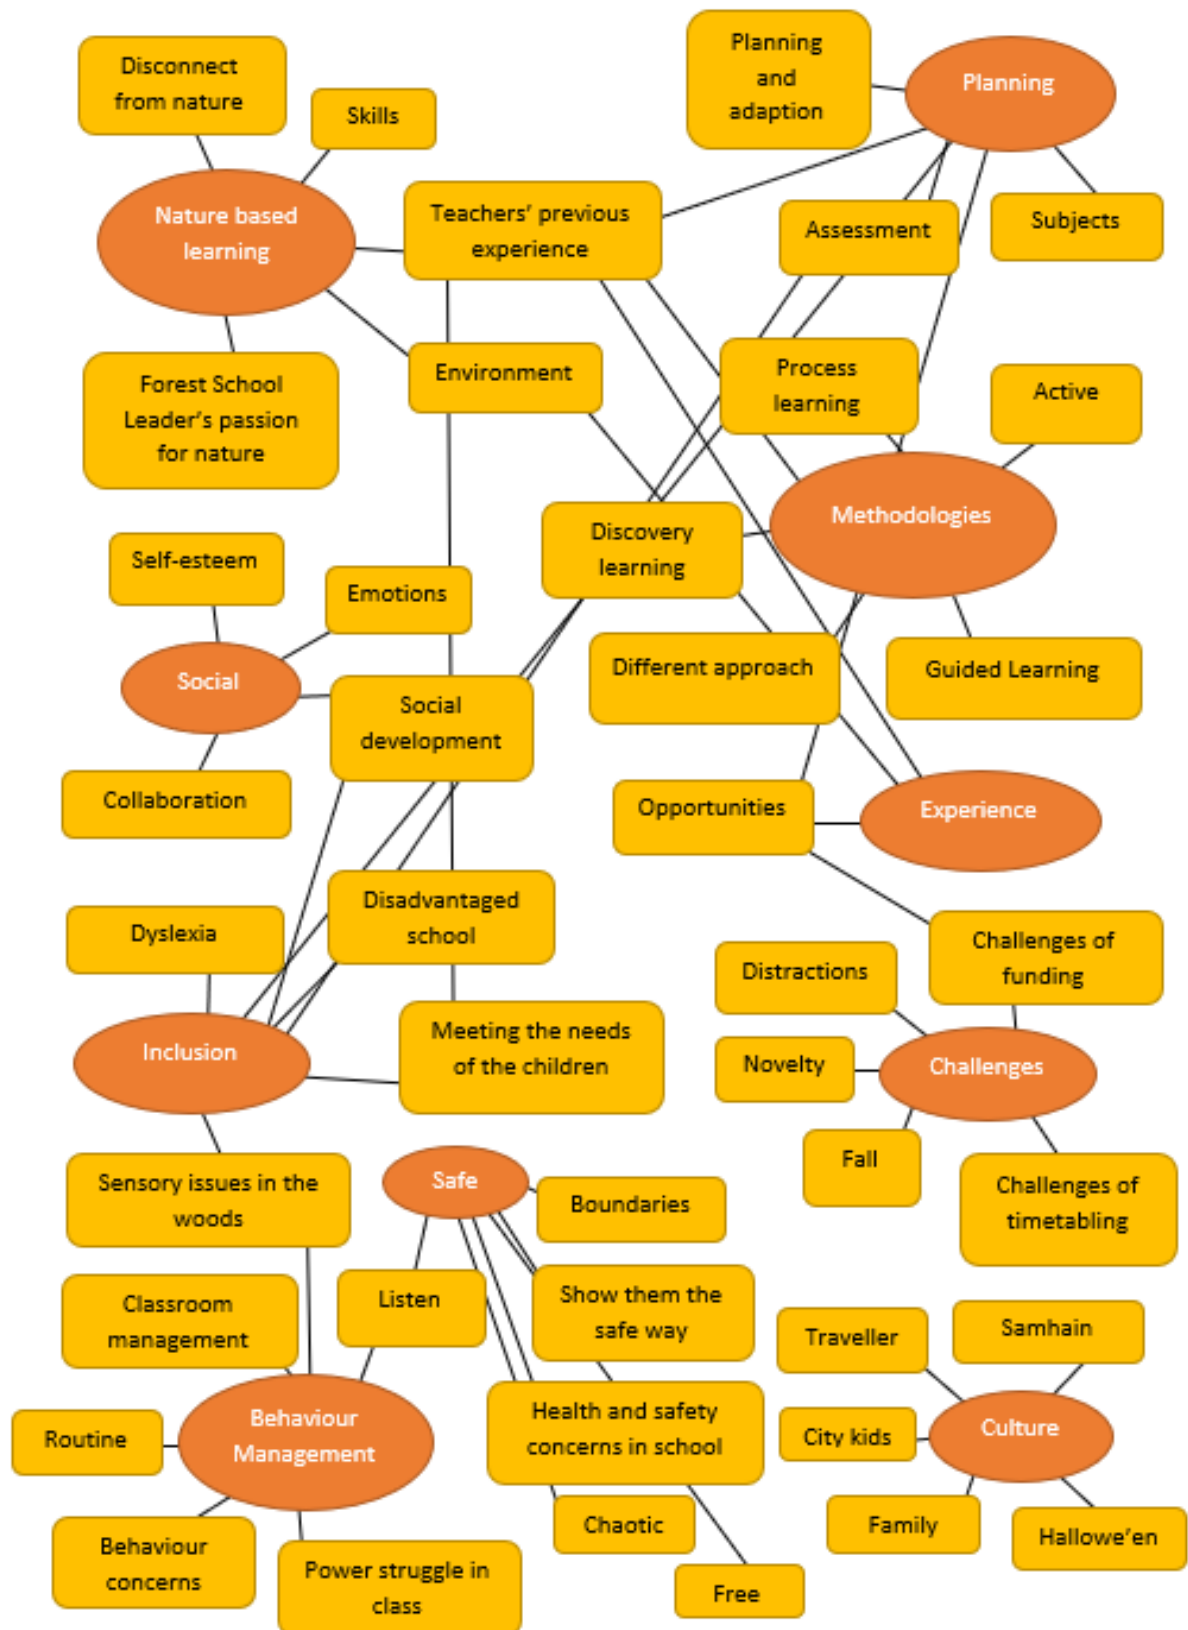 Disconnect
from nature
Skills
Planning
and
adaption
Planning
Nature based
learning
Teachers’ previous
experience
Assessment
Subjects
Forest School
Leader’s passion
for nature
Environment
Process
learning
Active
Methodologies
Discovery
learning
Self-esteem
Emotions
Social
Social
development
Different approach
Guided Learning
Collaboration
Opportunities
Experience
Dyslexia
Disadvantaged
school
Distractions
Challenges of
funding
Inclusion
Meeting the needs
of the children
Novelty
Challenges
Fall
Challenges of
timetabling
Sensory issues in the
woods
Safe
Boundaries
Classroom
management
Listen
Show them the
safe way
Traveller
Samhain
Routine
Behaviour
Management
Health and safety
concerns in school
City kids
Culture
Behaviour
concerns
Power struggle in
class
Chaotic
Free
Family
Hallowe’en